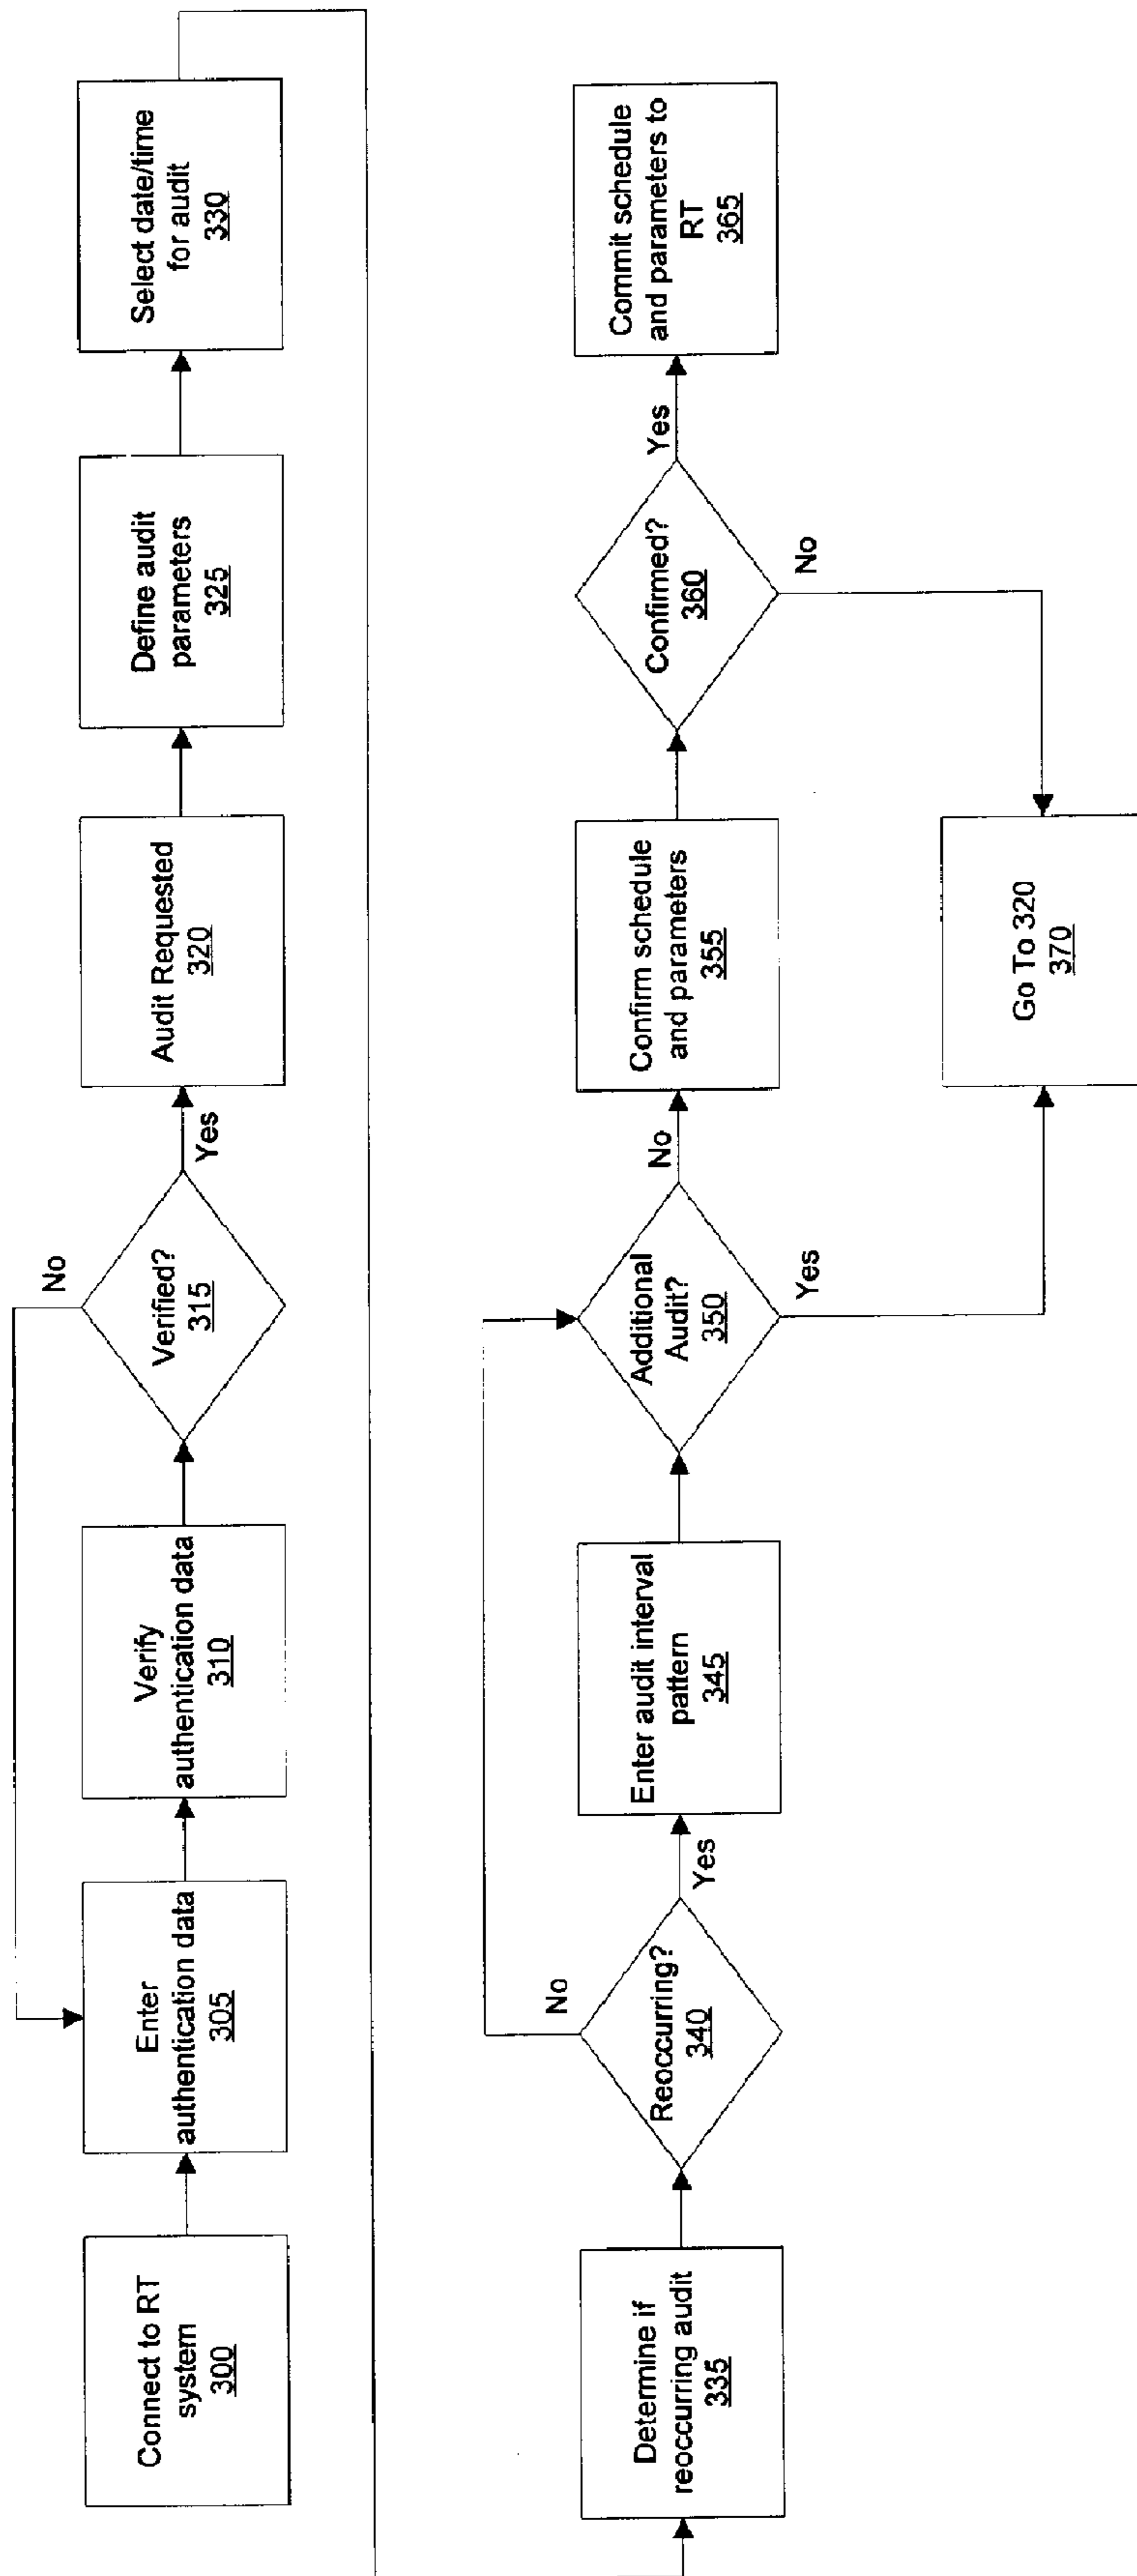 Connect to RT
system
300
Enter
authentication data
305
Verify
authentication data
310
Verified?
315
No
Yes
Audit Requested
320
Define audit
parameters
325
Select date/time
for audit
330
Determine if
reoccurring audit
335
Reoccurring?
340
No
Yes
Enter audit interval
pattern
345
Additional
Audit?
350
No
Yes
Confirm schedule
and parameters
355
Confirmed?
360
Yes
No
Commit schedule
and parameters to
RT
365
Go To 320
370